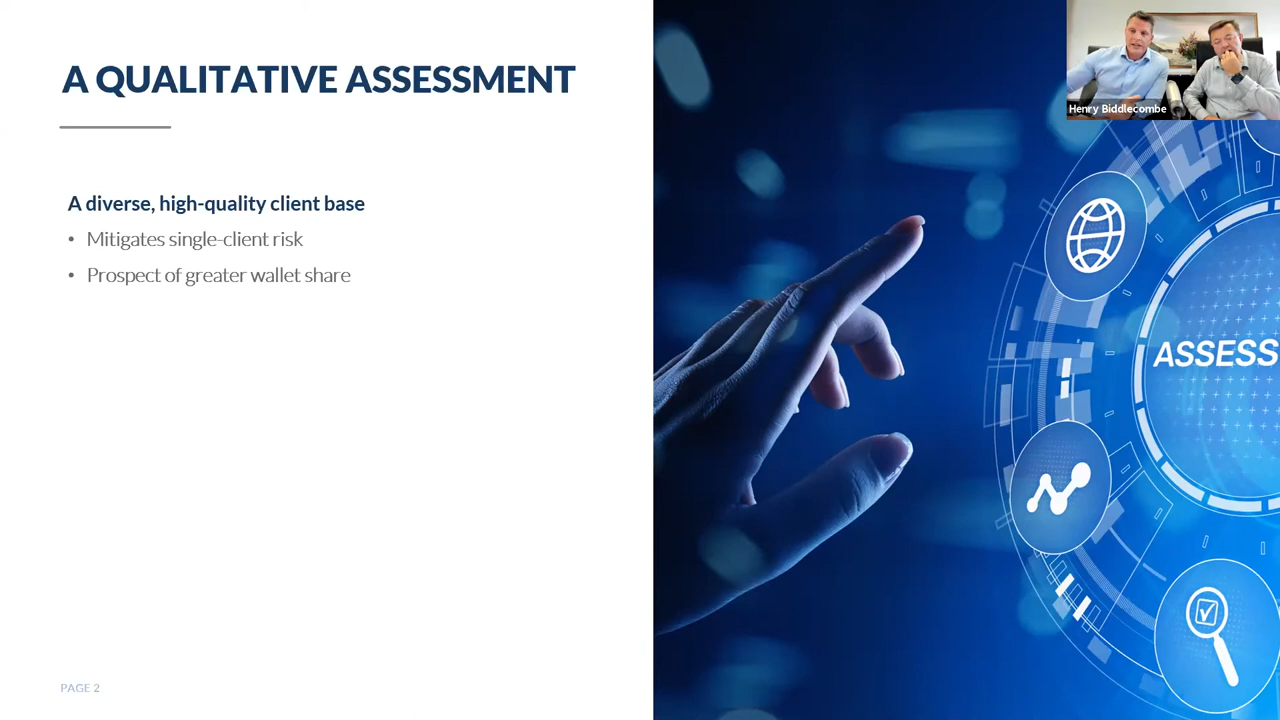 A QUALITATIVE ASSESSMENT
A diverse, high-quality client base
• Mitigates single-client risk
• Prospect of greater wallet share
PAGE 2
Henry Biddlecombe
ASSESS